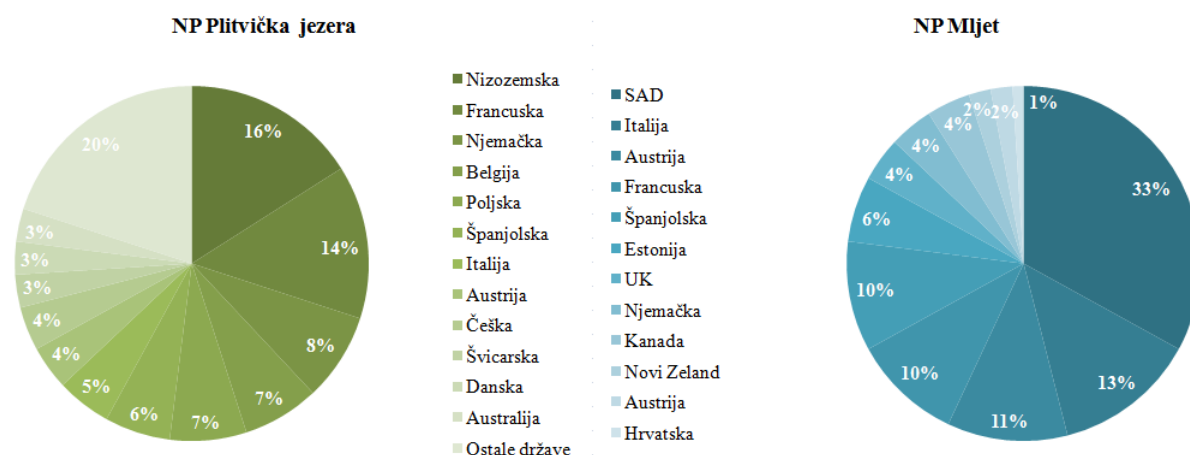 NP Plitvička jezera
16%
14%
8%
7%
7%
6%
5%
4%
4%
3%
3%
3%
20%
Nizozemska
Francuska
Njemačka
Belgija
Poljska
Španjolska
Italija
Austrija
Češka
Švicarska
Danska
Australija
Ostale države
NP Mljet
SAD
Italija
Austrija
Francuska
Španjolska
Estonija
UK
Njemačka
Kanada
Novi Zeland
Austrija
Hrvatska
33%
13%
11%
10%
10%
6%
4%
4%
4%
2%
2%
1%